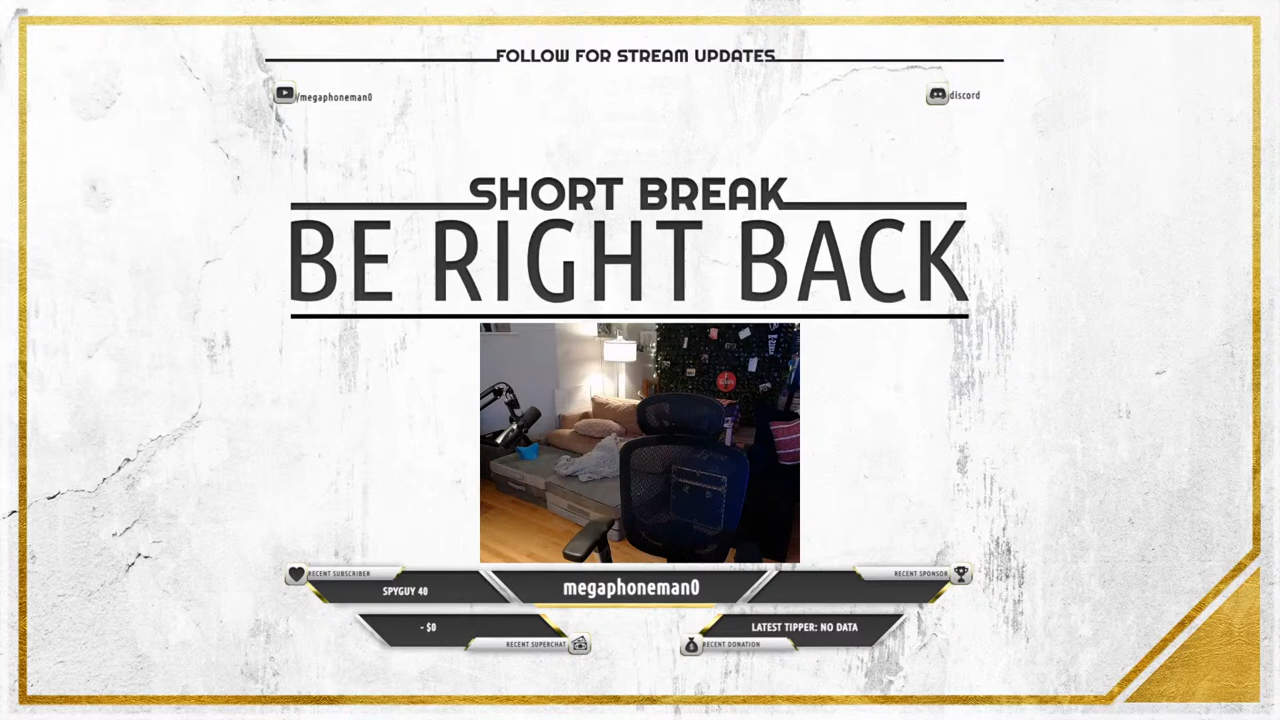 FOLLOW FOR STREAM UPDATES
/megaphoneman0
discord
SHORT BREAK
BE RIGHT BACK
RECENT SUBSCRIBER
RECENT SPONSOR
SPYGUY 40
megaphoneman0
- $0
LATEST TIPPER: NO DATA
RECENT SUPERCHAT
RECENT DONATION